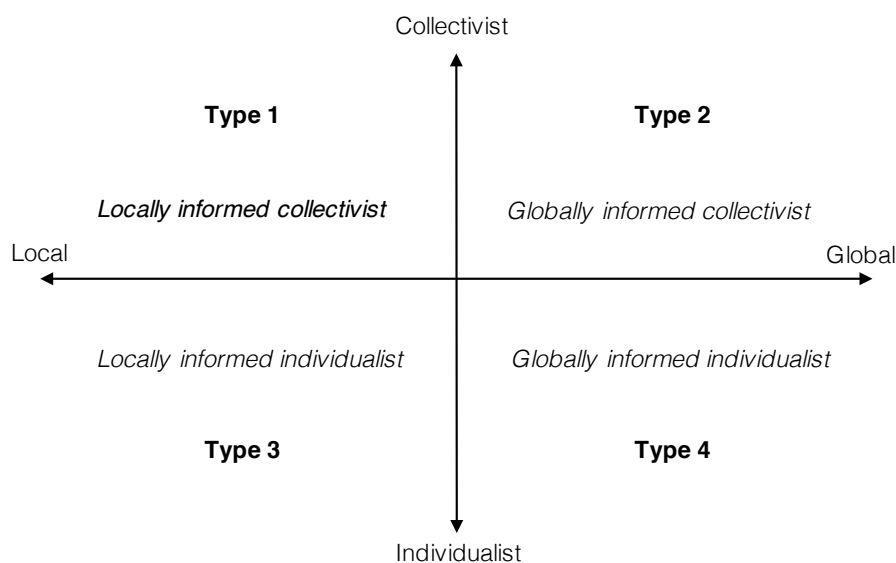 Collectivist
Type 1
Type 2
Locally informed collectivist
Globally informed collectivist
Local
Global
Locally informed individualist
Globally informed individualist
Type 3
Type 4
Individualist